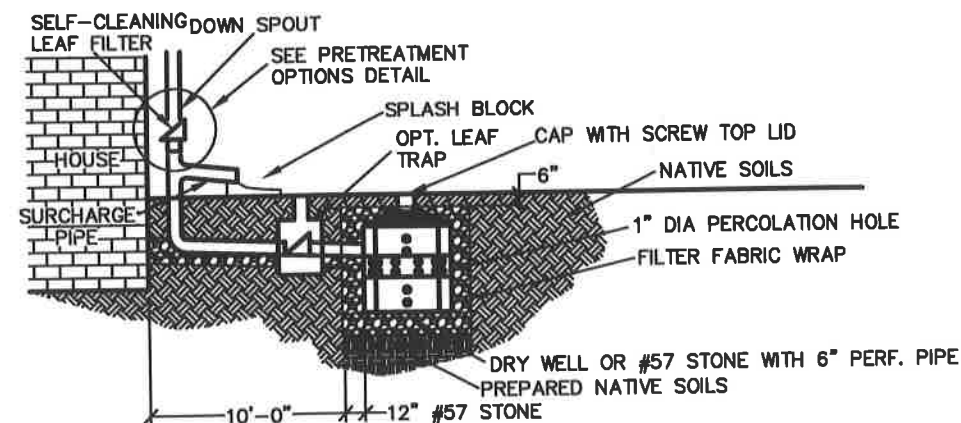 SELF-CLEANING
LEAF FILTER
DOWN SPOUT
SEE PRETREATMENT
OPTIONS DETAIL
SPLASH BLOCK
OPT. LEAF
TRAP
CAP WITH SCREW TOP LID
6"
HOUSE
NATIVE SOILS
SURCHARGE
PIPE
1" DIA PERCOLATION HOLE
FILTER FABRIC WRAP
DRY WELL OR #57 STONE WITH 6" PERF. PIPE
PREPARED NATIVE SOILS
10'-0"
12" #57 STONE